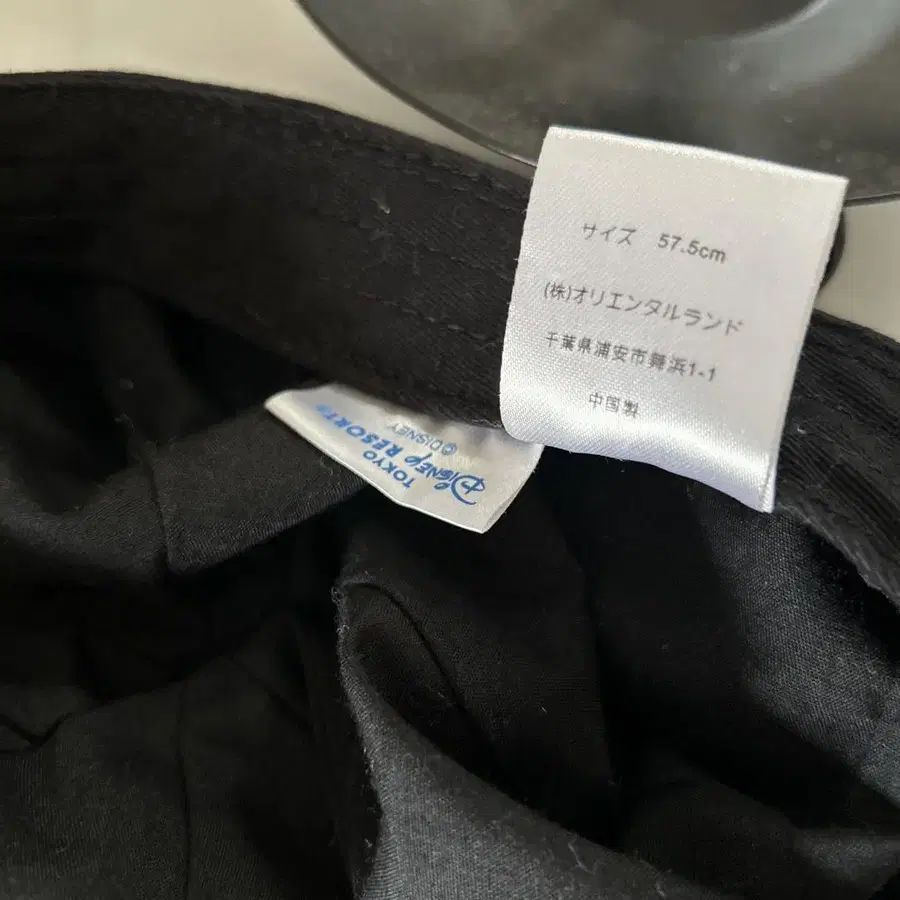 サイズ 57.5cm
(株)オリエンタルランド
千葉県浦安市舞浜1-1
中国製
TOKYO
Disney RESORT®
©DISNEY